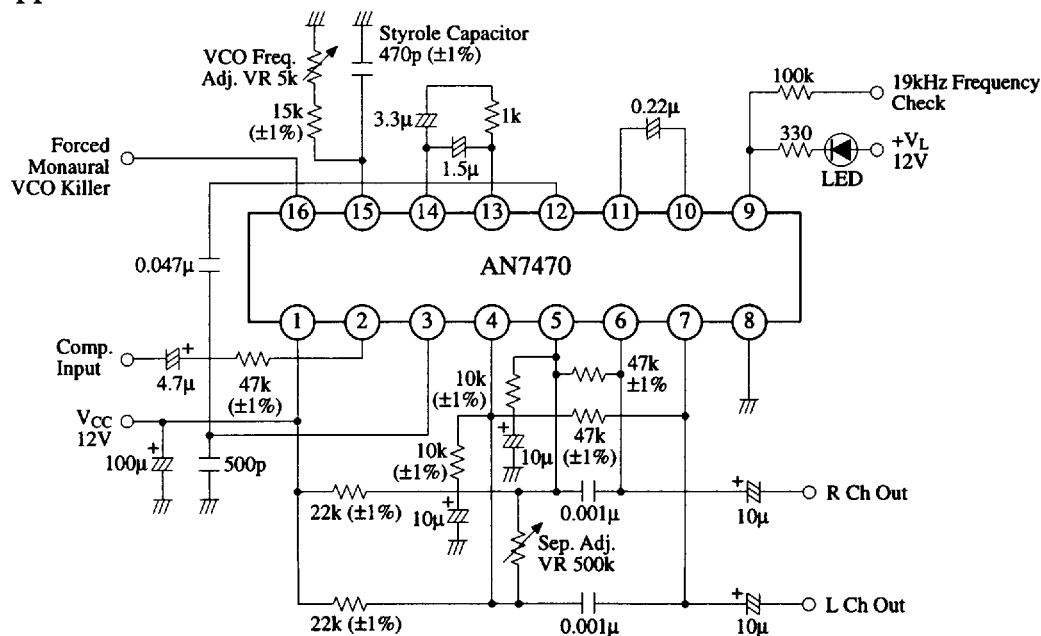 Styrole Capacitor
470p (±1%)
VCO Freq.
Adj. VR 5k
15k
(±1%)
3.3μ
1k
1.5μ
0.22μ
100k
19kHz Frequency
Check
330
+VL
12V
LED
Forced
Monaural
VCO Killer
16
15
14
13
12
11
10
9
0.047μ
AN7470
1
2
3
4
5
6
7
8
Comp.
Input
+
4.7μ
47k
(±1%)
VCC
12V
+
100μ
500p
10k
(±1%)
47k
±1%
+
10μ
47k
(±1%)
10k
(±1%)
+
10μ
22k (±1%)
0.001μ
+
10μ
R Ch Out
Sep. Adj.
VR 500k
22k (±1%)
0.001μ
+
10μ
L Ch Out